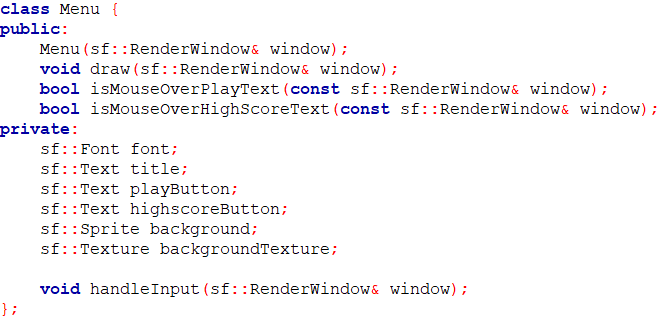 class Menu {
public:
    Menu(sf::RenderWindow& window);
    void draw(sf::RenderWindow& window);
    bool isMouseOverPlayText(const sf::RenderWindow& window);
    bool isMouseOverHighScoreText(const sf::RenderWindow& window);
private:
    sf::Font font;
    sf::Text title;
    sf::Text playButton;
    sf::Text highscoreButton;
    sf::Sprite background;
    sf::Texture backgroundTexture;

    void handleInput(sf::RenderWindow& window);
};